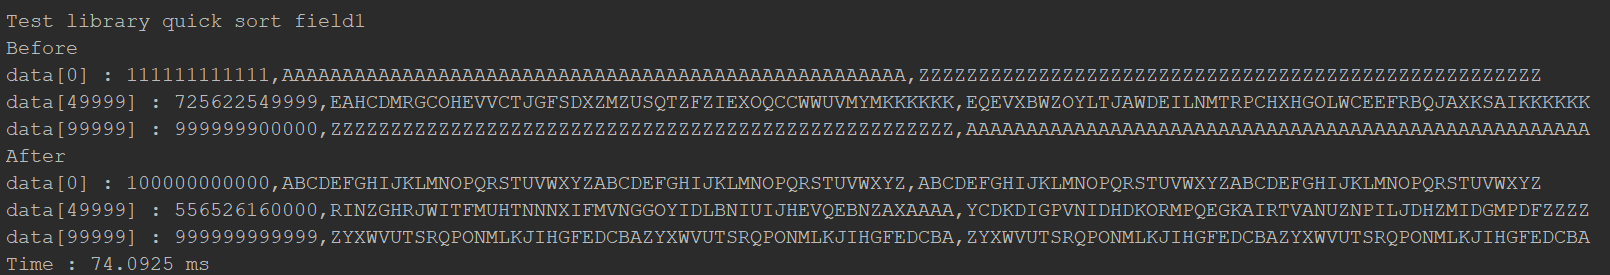 Test library quick sort field1
Before
data[0] : 111111111111,AAAAAAAAAAAAAAAAAAAAAAAAAAAAAAAAAAAAAAAAAAAAAAAAAAAA,ZZZZZZZZZZZZZZZZZZZZZZZZZZZZZZZZZZZZZZZZZZZZZZZZZZZZ
data[49999] : 725622549999,EAHCDMRGCOHEVVCTJGFSDXZMZUSQTZFZIEXOQCCWWUVMYMKKKKKK,EQEVXBWZOYLTJAWDEILNMTRPCHXHGOLWCEEFRBQJAXKSAIKKKKKK
data[99999] : 999999900000,ZZZZZZZZZZZZZZZZZZZZZZZZZZZZZZZZZZZZZZZZZZZZZZZZZZZZ,AAAAAAAAAAAAAAAAAAAAAAAAAAAAAAAAAAAAAAAAAAAAAAAAAAAA
After
data[0] : 100000000000,ABCDEFGHIJKLMNOPQRSTUVWXYZABCDEFGHIJKLMNOPQRSTUVWXYZ,ABCDEFGHIJKLMNOPQRSTUVWXYZABCDEFGHIJKLMNOPQRSTUVWXYZ
data[49999] : 556526160000,RINZGHRJWITFMUHTNNNXIFMVNGGOYIDLBNIUIJHEVQEBNZAXAAAA,YCDKDIGPVNIDHDKORMPQEGKAIRTVANUZNPILJDHZMIDGMPDFZZZZ
data[99999] : 999999999999,ZYXWVUTSRQPONMLKJIHGFEDCBAZYXWVUTSRQPONMLKJIHGFEDCBA,ZYXWVUTSRQPONMLKJIHGFEDCBAZYXWVUTSRQPONMLKJIHGFEDCBA
Time : 74.0925 ms